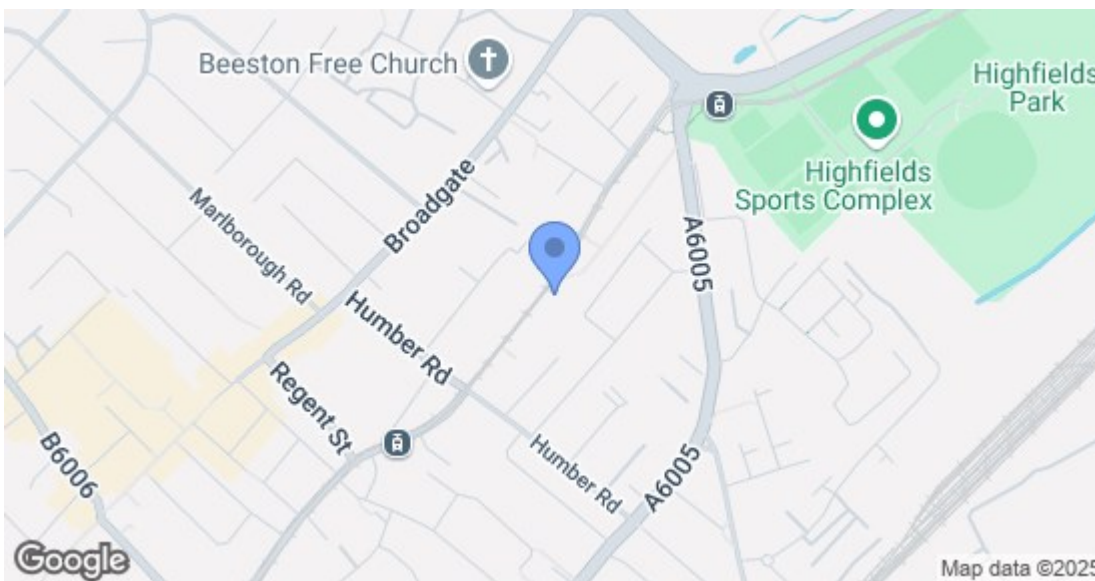 Beeston Free Church
Highfields
Park
Highfields
Sports Complex
Broadgate
Marlborough Rd
A6005
Humber Rd
Regent St
B6006
Humber Rd
A6005
Google
Map data ©2025